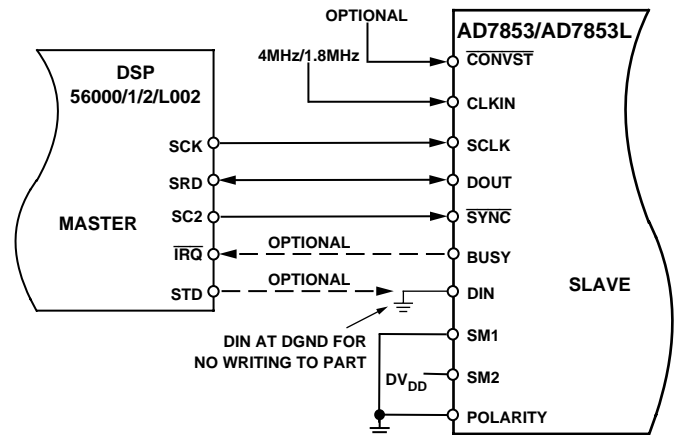 OPTIONAL
AD7853/AD7853L
4MHz/1.8MHz
CONVST
DSP
56000/1/2/L002
CLKIN
SCK
SCLK
SRD
DOUT
MASTER
SC2
SYNC
IRQ
OPTIONAL
BUSY
SLAVE
STD
OPTIONAL
DIN
DIN AT DGND FOR
NO WRITING TO PART
SM1
DVDD
SM2
POLARITY